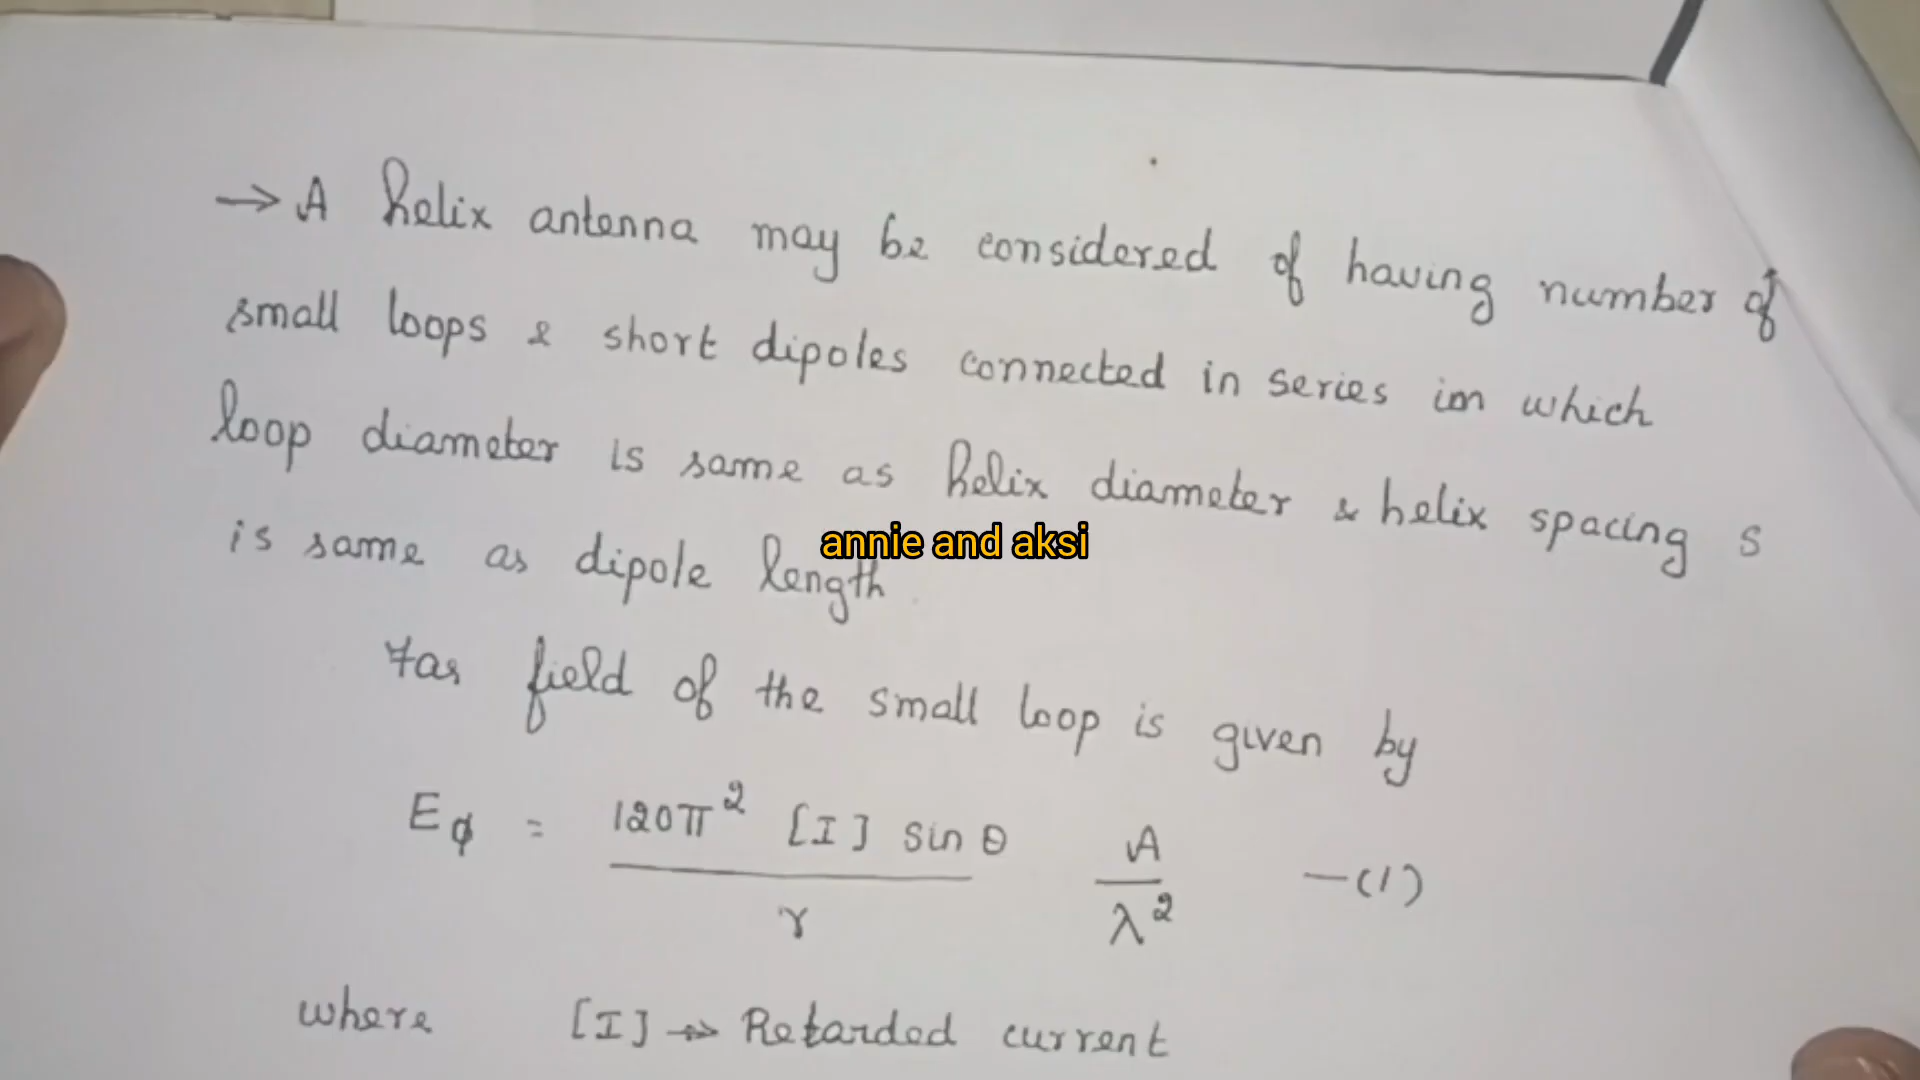 → A helix antenna may be considered of having number of
small loops & short dipoles connected in series in which
loop diameter is same as helix diameter & helix spacing S
is same as dipole length
annie and aksi
Far field of the small loop is given by
Eϕ = 120π² [I] sin θ / r A / λ² —(1)
where [I] → Retarded current